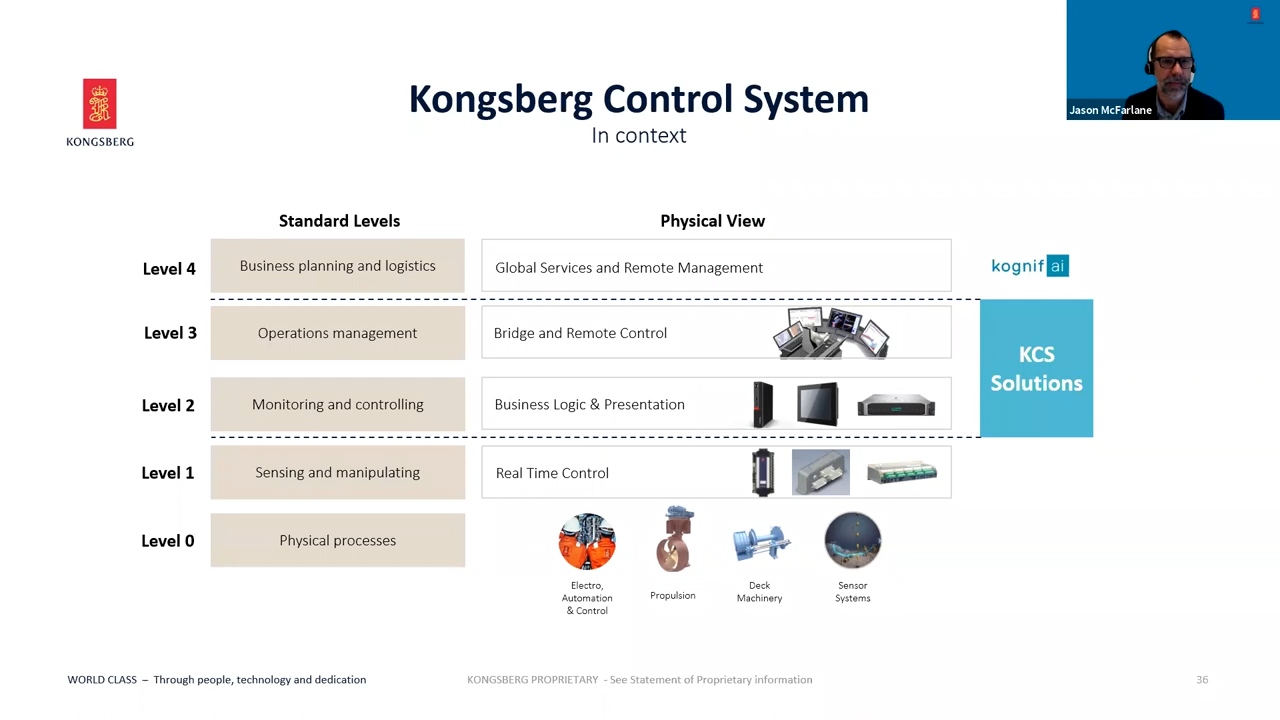 Kongsberg Control System
In context
KONGSBERG
Jason McFarlane
Standard Levels
Physical View
Level 4
Business planning and logistics
Global Services and Remote Management
kognifai
Level 3
Operations management
Bridge and Remote Control
KCS
Solutions
Level 2
Monitoring and controlling
Business Logic & Presentation
Level 1
Sensing and manipulating
Real Time Control
Level 0
Physical processes
Electro,
Automation
& Control
Propulsion
Deck
Machinery
Sensor
Systems
WORLD CLASS – Through people, technology and dedication
KONGSBERG PROPRIETARY - See Statement of Proprietary information
36